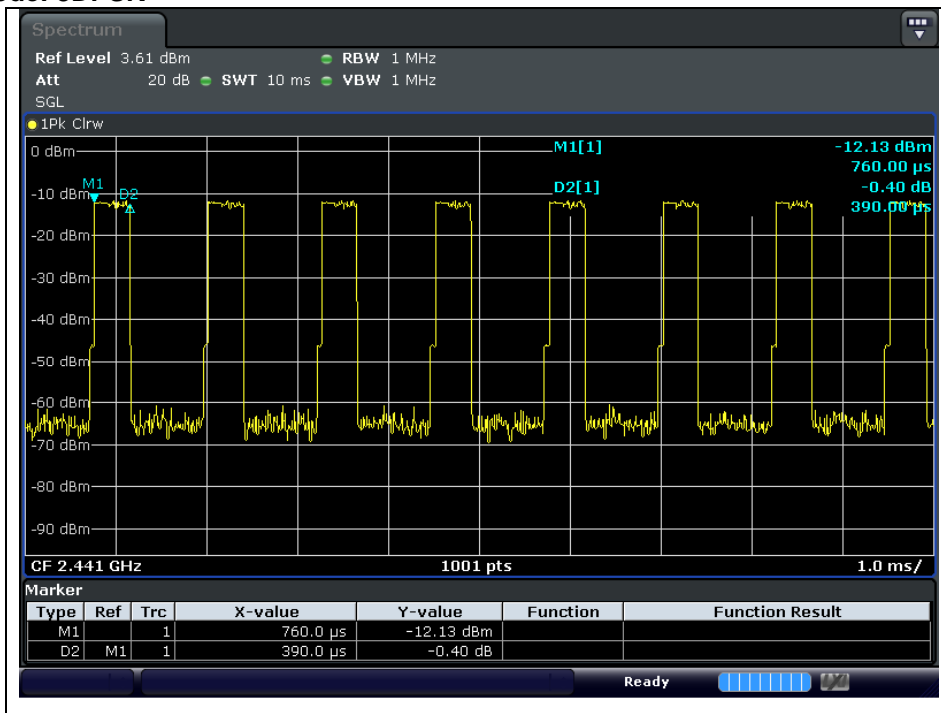 Spectrum
Ref Level 3.61 dBm RBW 1 MHz
Att 20 dB SWT 10 ms VBW 1 MHz
SGL
1Pk Clrw
M1[1] -12.13 dBm
760.00 µs
D2[1] -0.40 dB
390.00 µs
M1 D2
0 dBm
-10 dBm
-20 dBm
-30 dBm
-40 dBm
-50 dBm
-60 dBm
-70 dBm
-80 dBm
-90 dBm
CF 2.441 GHz 1001 pts 1.0 ms/
Marker
Type Ref Trc X-value Y-value Function Function Result
M1 1 760.0 µs -12.13 dBm
D2 M1 1 390.0 µs -0.40 dB
Ready